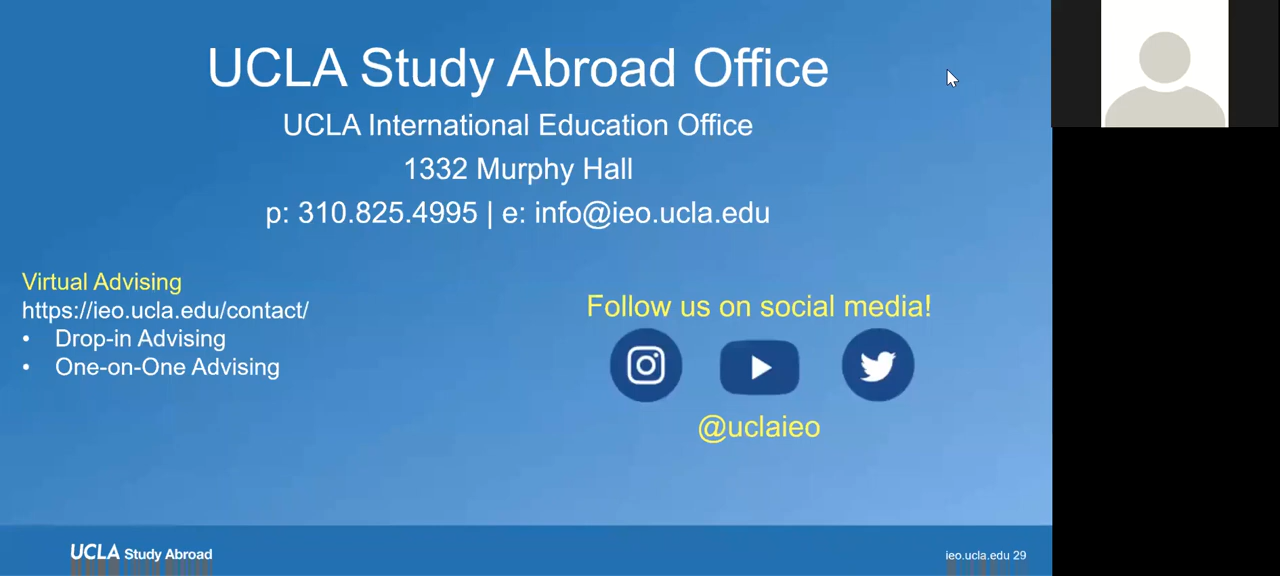 UCLA Study Abroad Office
UCLA International Education Office
1332 Murphy Hall
p: 310.825.4995 | e: info@ieo.ucla.edu
Virtual Advising
https://ieo.ucla.edu/contact/
• Drop-in Advising
• One-on-One Advising
Follow us on social media!
@uclaieo
UCLA Study Abroad
ieo.ucla.edu 29